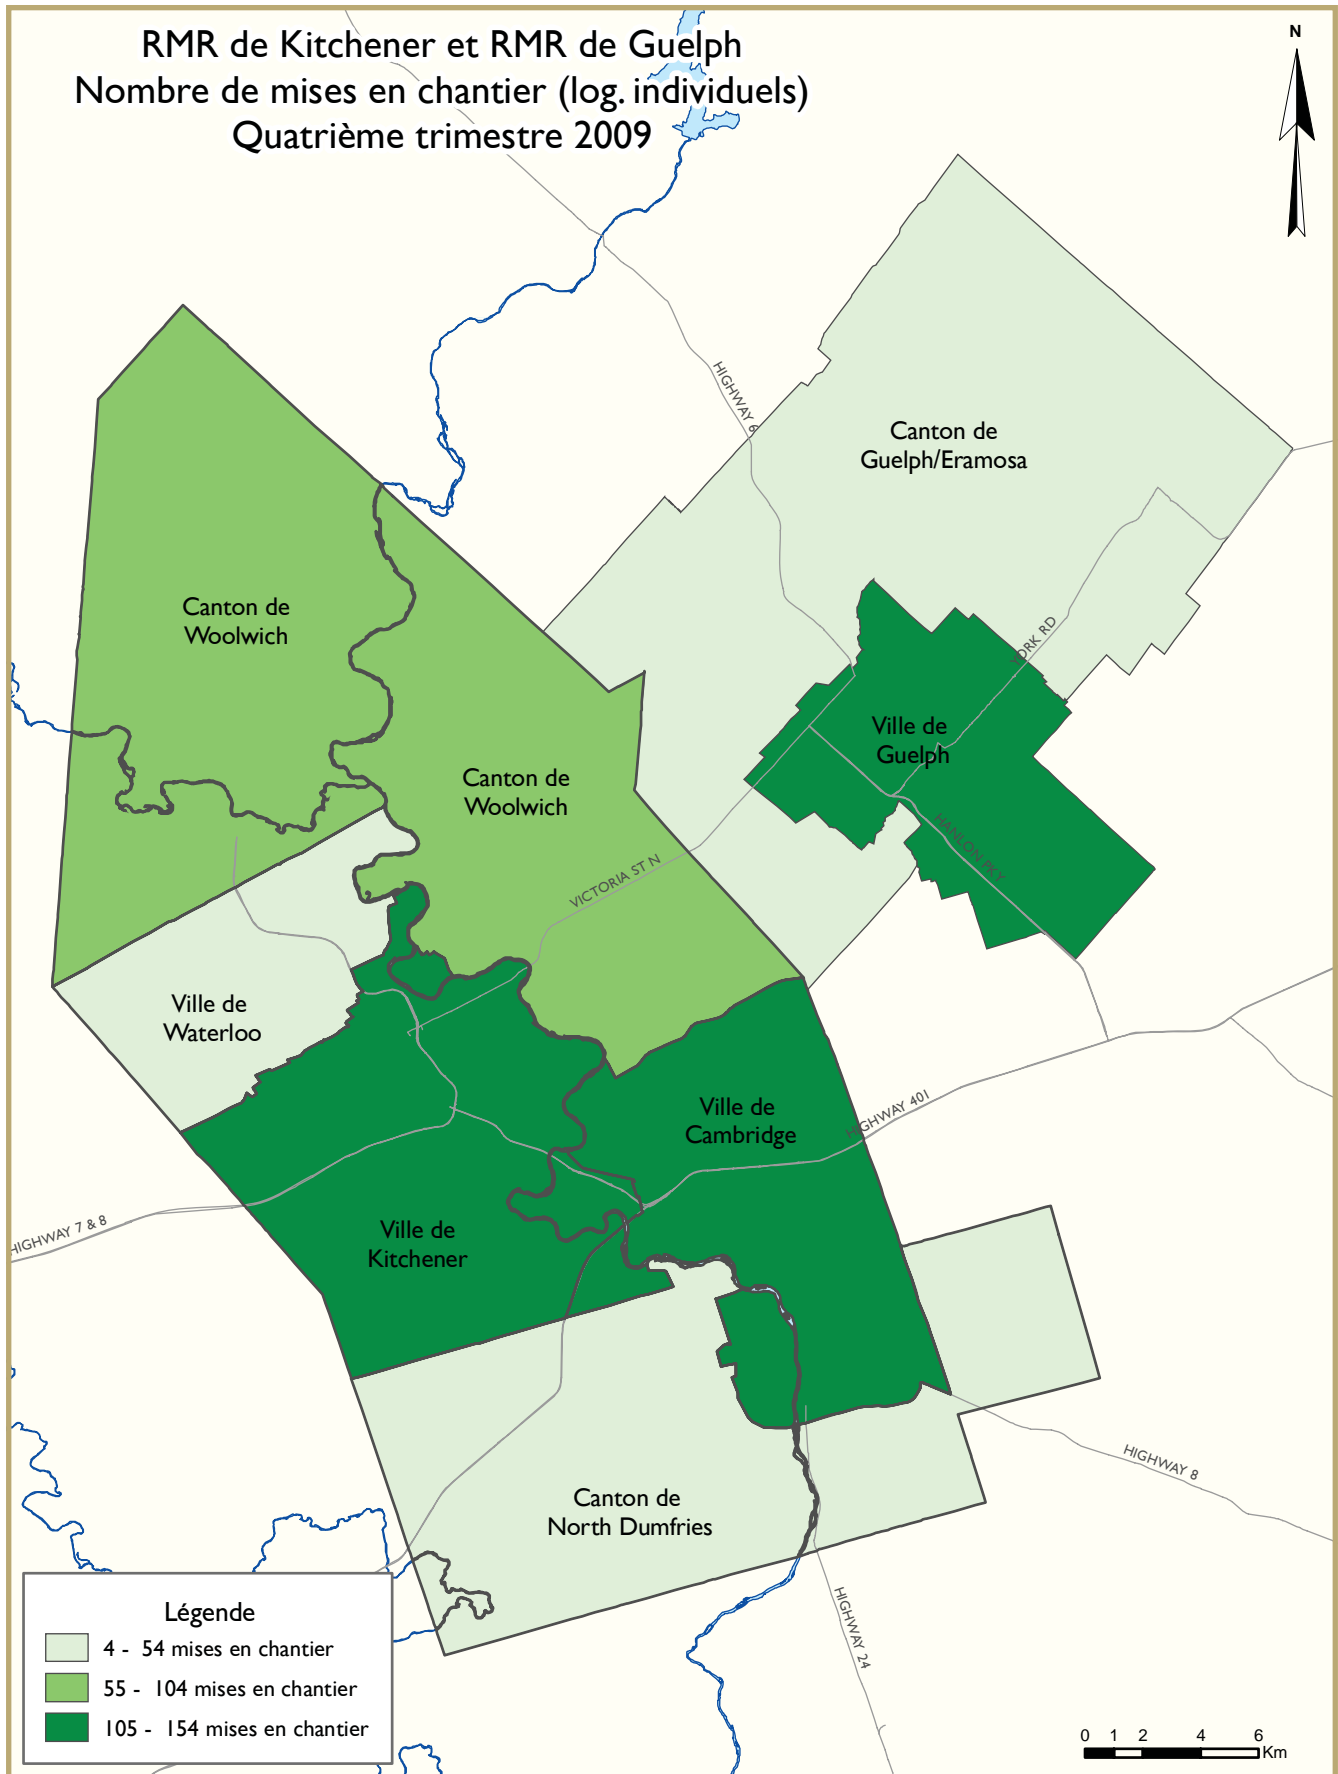 RMR de Kitchener et RMR de Guelph
Nombre de mises en chantier (log. individuels)
Quatrième trimestre 2009
N
HIGHWAY 6
Canton de
Guelph/Eramosa
Canton de
Woolwich
YORK RD
Ville de
Guelph
Canton de
Woolwich
HANLON PKY
VICTORIA ST N
Ville de
Waterloo
Ville de
Cambridge
HIGHWAY 401
HIGHWAY 7 & 8
Ville de
Kitchener
HIGHWAY 8
Canton de
North Dumfries
HIGHWAY 24
Légende
4 - 54 mises en chantier
55 - 104 mises en chantier
105 - 154 mises en chantier
0 1 2 4 6
Km